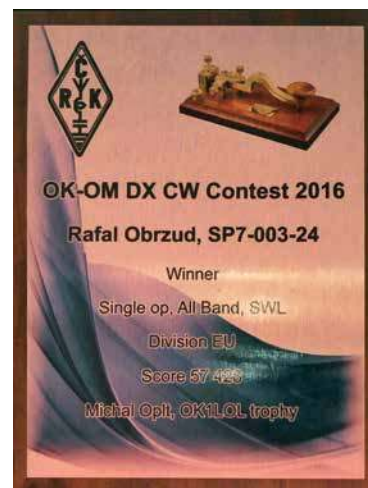 Č
R K
OK-OM DX CW Contest 2016
Rafal Obrzud, SP7-003-24
Winner
Single op, All Band, SWL
Division EU
Score 57 423
Michal Oplt, OK1LOL trophy